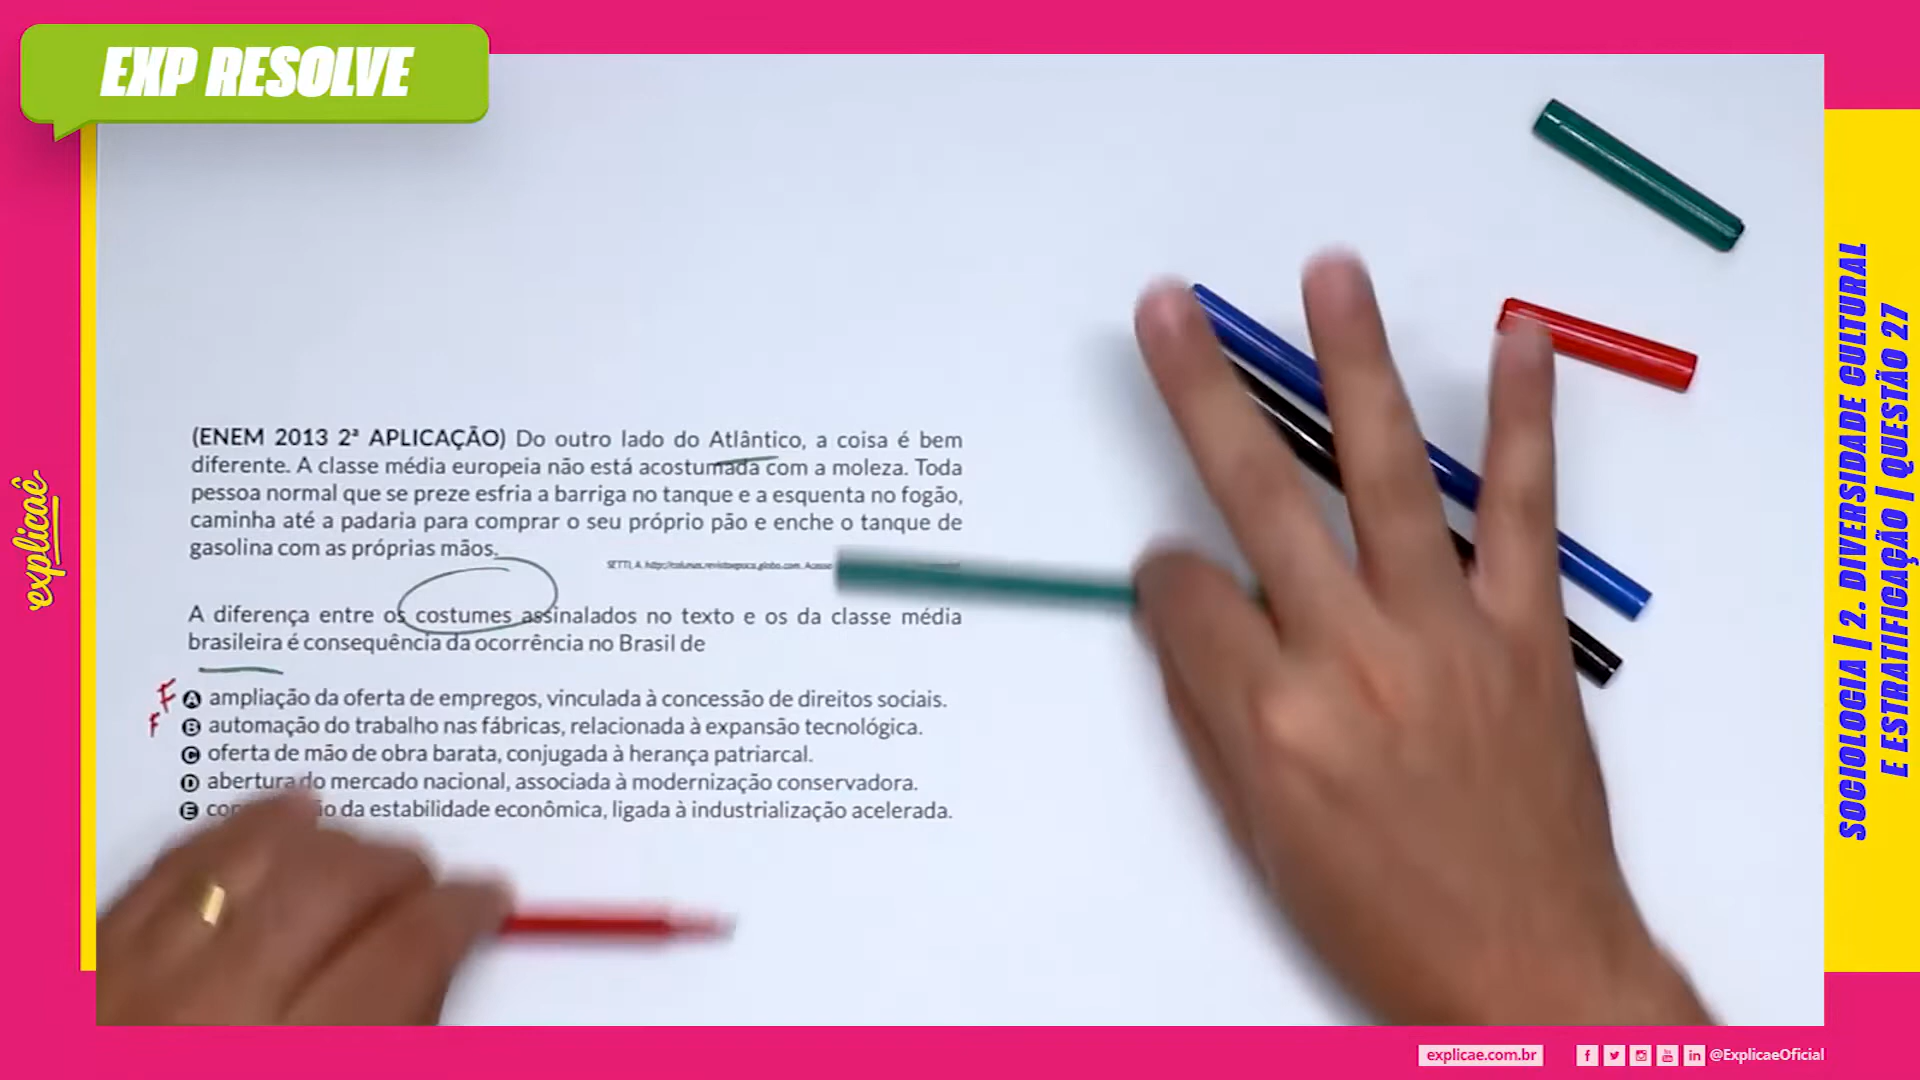 EXP RESOLVE
(ENEM 2013 2ª APLICAÇÃO) Do outro lado do Atlântico, a coisa é bem
diferente. A classe média europeia não está acostumada com a moleza. Toda
pessoa normal que se preze esfria a barriga no tanque e a esquenta no fogão,
caminha até a padaria para comprar o seu próprio pão e enche o tanque de
gasolina com as próprias mãos.
SETTI, A. http://colunas.revistaepoca.globo.com. Acesso
A diferença entre os costumes assinalados no texto e os da classe média
brasileira é consequência da ocorrência no Brasil de
F A ampliação da oferta de empregos, vinculada à concessão de direitos sociais.
F B automação do trabalho nas fábricas, relacionada à expansão tecnológica.
C oferta de mão de obra barata, conjugada à herança patriarcal.
D abertura do mercado nacional, associada à modernização conservadora.
E da estabilidade econômica, ligada à industrialização acelerada.
explicaê
SOCIOLOGIA | 2. DIVERSIDADE CULTURAL
E ESTRATIFICAÇÃO | QUESTÃO 27
explicae.com.br
@ExplicaeOficial